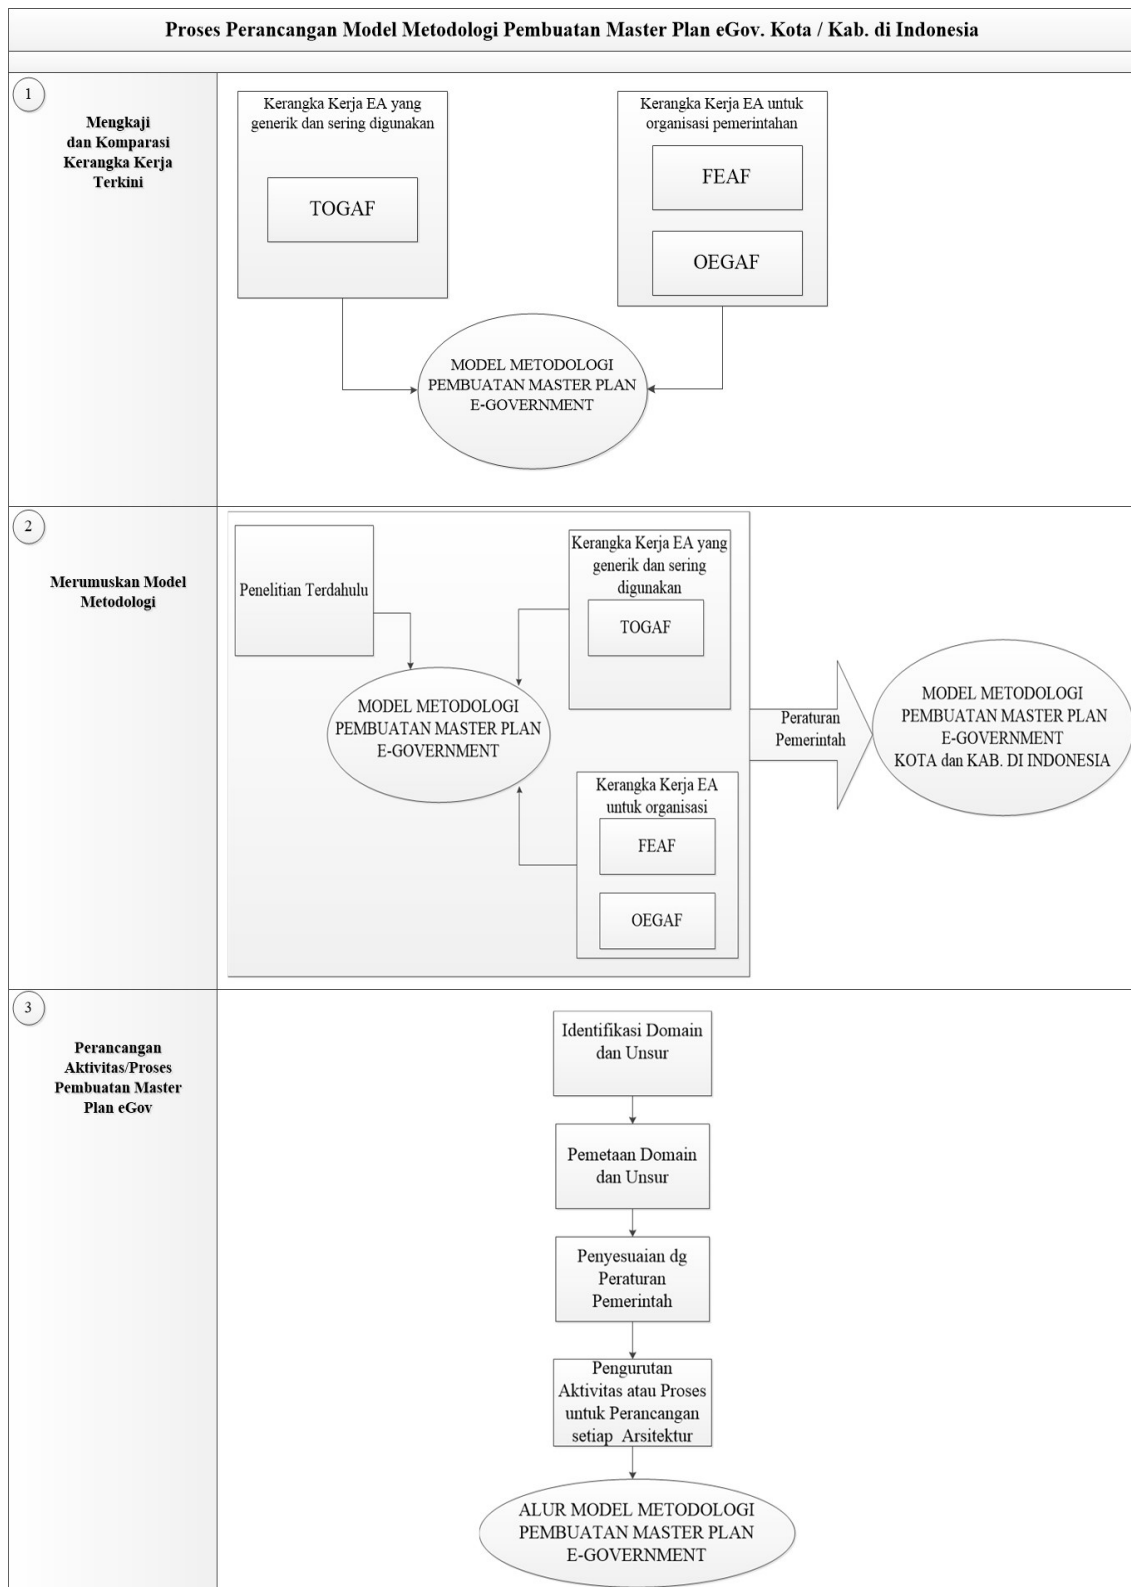 Proses Perancangan Model Metodologi Pembuatan Master Plan eGov. Kota / Kab. di Indonesia
1
Mengkaji
dan Komparasi
Kerangka Kerja
Terkini
Kerangka Kerja EA yang
generik dan sering digunakan
TOGAF
Kerangka Kerja EA untuk
organisasi pemerintahan
FEAF
OEGAF
MODEL METODOLOGI
PEMBUATAN MASTER PLAN
E-GOVERNMENT
2
Merumuskan Model
Metodologi
Penelitian Terdahulu
Kerangka Kerja EA yang
generik dan sering
digunakan
TOGAF
MODEL METODOLOGI
PEMBUATAN MASTER PLAN
E-GOVERNMENT
Kerangka Kerja EA
untuk organisasi
FEAF
OEGAF
Peraturan
Pemerintah
MODEL METODOLOGI
PEMBUATAN MASTER PLAN
E-GOVERNMENT
KOTA dan KAB. DI INDONESIA
3
Perancangan
Aktivitas/Proses
Pembuatan Master
Plan eGov
Identifikasi Domain
dan Unsur
Pemetaan Domain
dan Unsur
Penyesuaian dg
Peraturan
Pemerintah
Pengurutan
Aktivitas atau Proses
untuk Perancangan
setiap Arsitektur
ALUR MODEL METODOLOGI
PEMBUATAN MASTER PLAN
E-GOVERNMENT